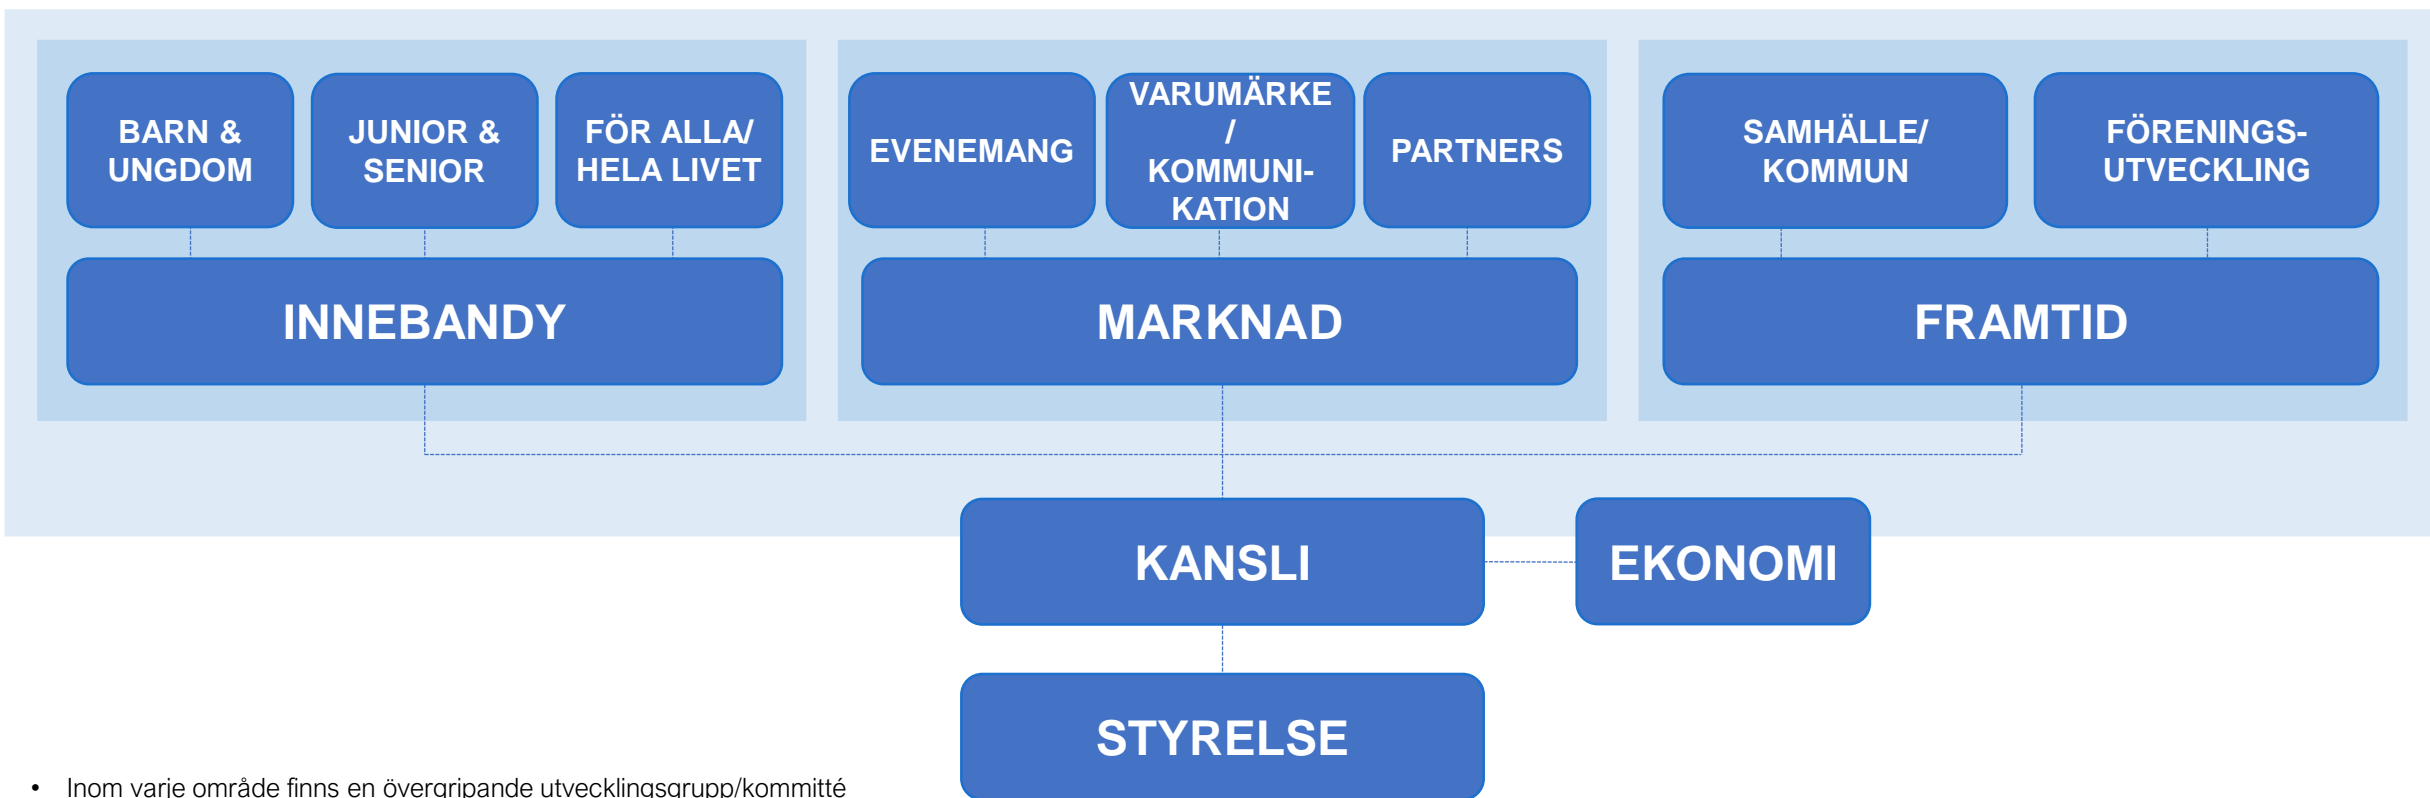 BARN &
UNGDOM
JUNIOR &
SENIOR
FÖR ALLA/
HELA LIVET
EVENEMANG
VARUMÄRKE
/
KOMMUNI-
KATION
PARTNERS
SAMHÄLLE/
KOMMUN
FÖRENINGS-
UTVECKLING
INNEBANDY
MARKNAD
FRAMTID
KANSLI
EKONOMI
STYRELSE
• Inom varje område finns en övergripande utvecklingsgrupp/kommitté